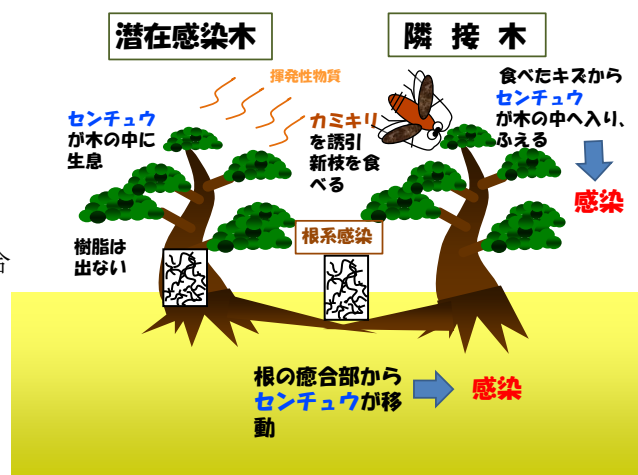 潜在感染木
隣接木
揮発性物質
食べたキズから
センチュウ
が木の中へ入り、
ふえる
感染
センチュウ
が木の中に
生息
カミキリ
を誘引
新枝を食
べる
根系感染
樹脂は
出ない
合
根の癒合部から
センチュウが移
動
感染